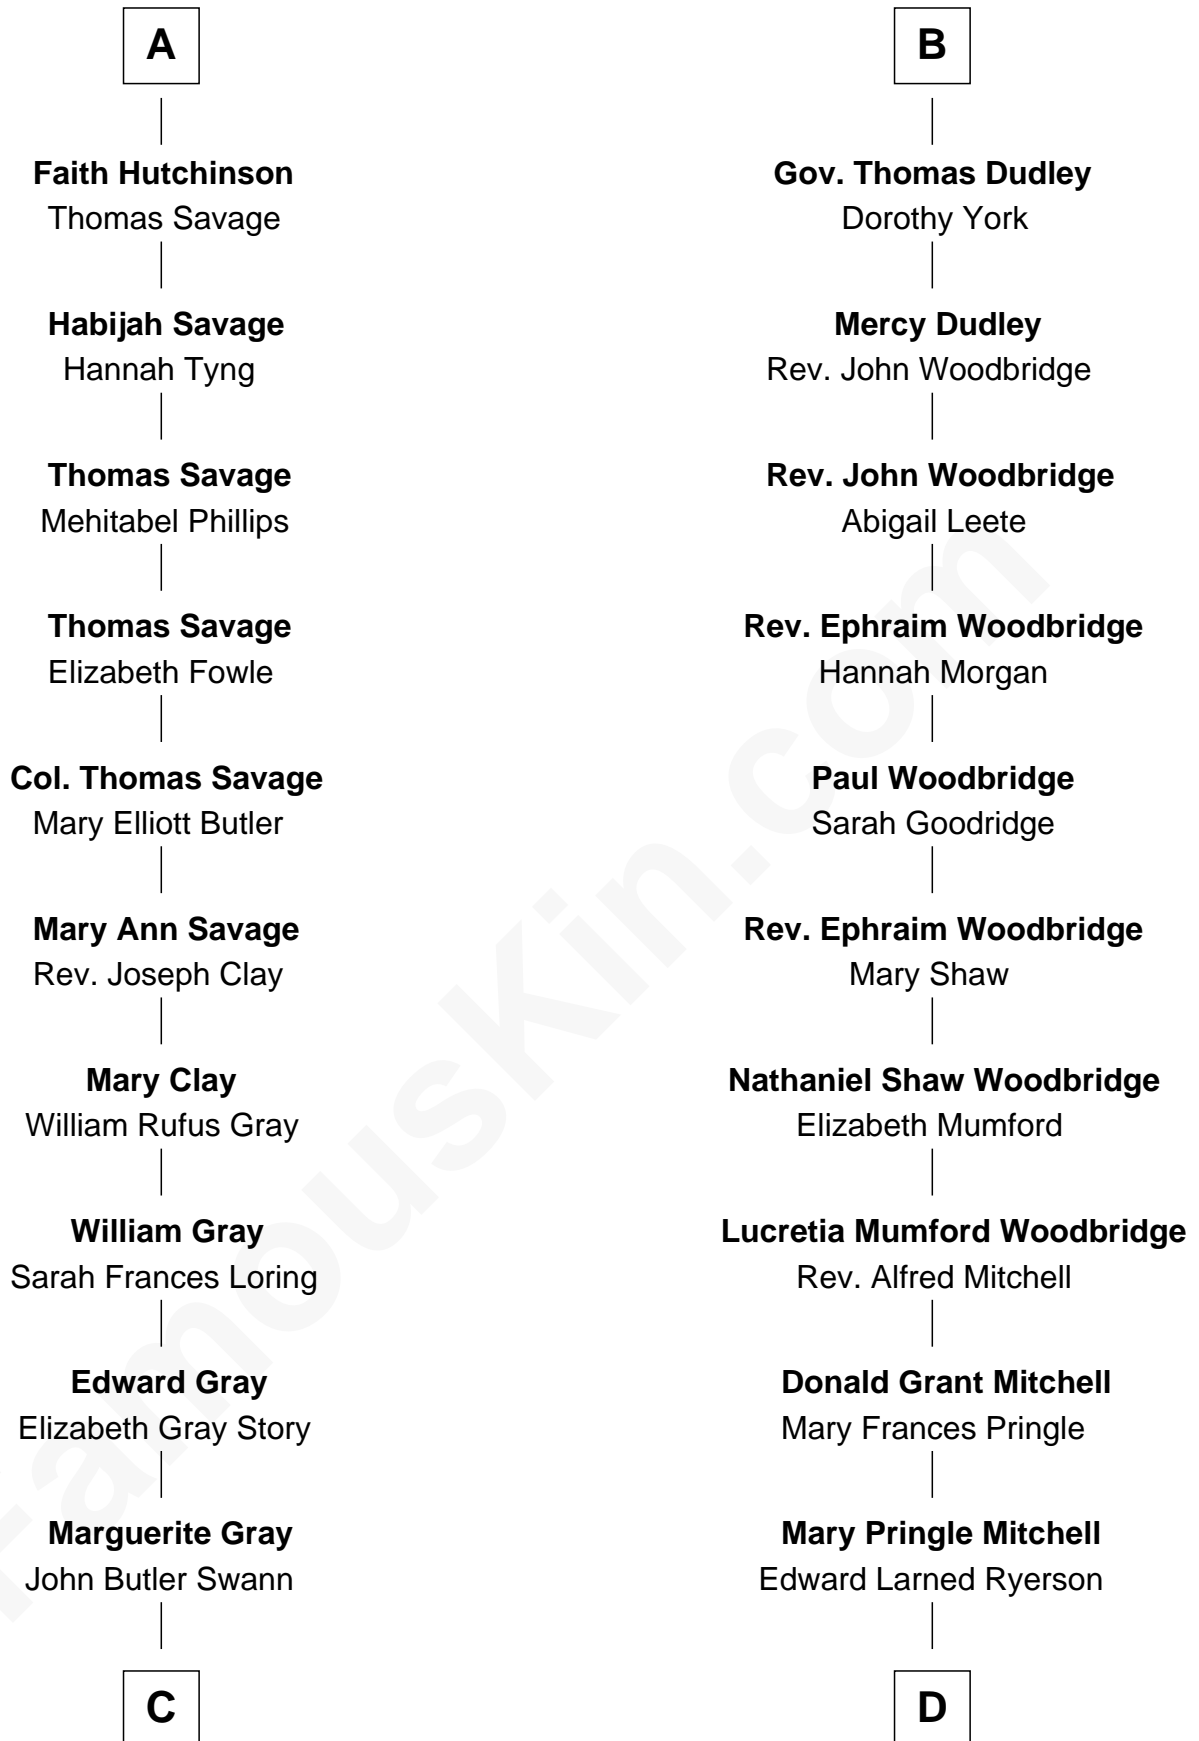 A
Faith Hutchinson
Thomas Savage
Habijah Savage
Hannah Tyng
Thomas Savage
Mehitabel Phillips
Thomas Savage
Elizabeth Fowle
Col. Thomas Savage
Mary Elliott Butler
Mary Ann Savage
Rev. Joseph Clay
Mary Clay
William Rufus Gray
William Gray
Sarah Frances Loring
Edward Gray
Elizabeth Gray Story
Marguerite Gray
John Butler Swann
C
B
Gov. Thomas Dudley
Dorothy York
Mercy Dudley
Rev. John Woodbridge
Rev. John Woodbridge
Abigail Leete
Rev. Ephraim Woodbridge
Hannah Morgan
Paul Woodbridge
Sarah Goodridge
Rev. Ephraim Woodbridge
Mary Shaw
Nathaniel Shaw Woodbridge
Elizabeth Mumford
Lucretia Mumford Woodbridge
Rev. Alfred Mitchell
Donald Grant Mitchell
Mary Frances Pringle
Mary Pringle Mitchell
Edward Larned Ryerson
D
FamousKin.com